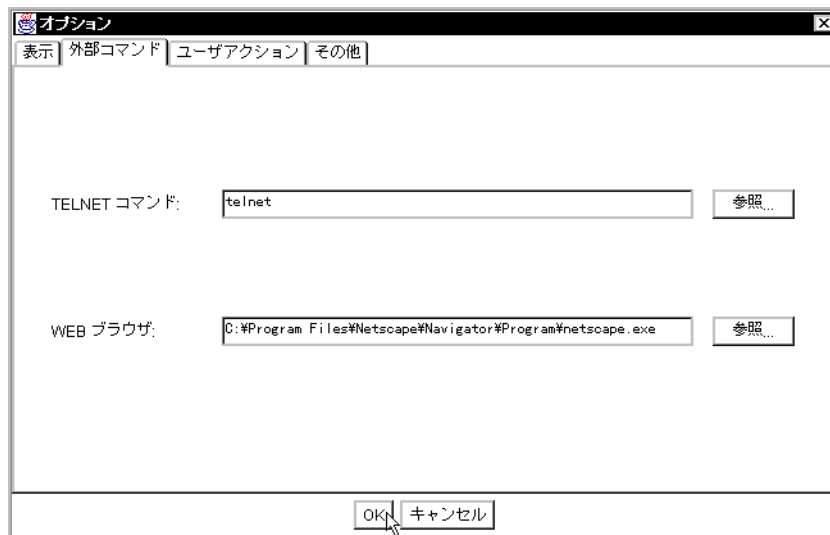 オプション
表示 外部コマンド ユーザアクション その他
TELNET コマンド: telnet 参照...
WEB ブラウザ: C:¥Program Files¥Netscape¥Navigator¥Program¥netscape.exe 参照...
OK キャンセル